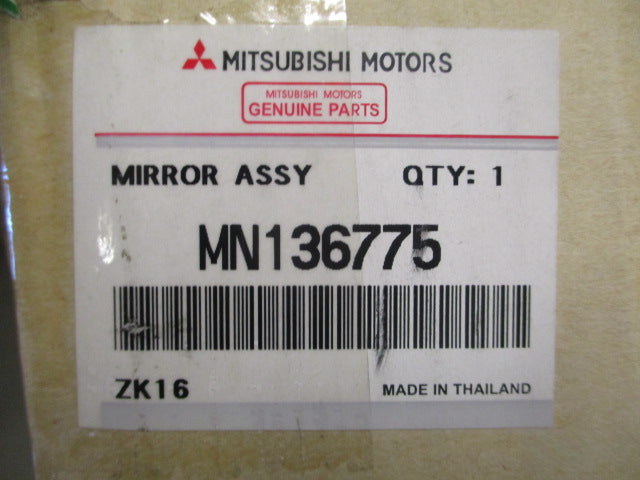 MITSUBISHI MOTORS
MITSUBISHI MOTORS
GENUINE PARTS
MIRROR ASSY QTY: 1
MN136775
ZK16 MADE IN THAILAND